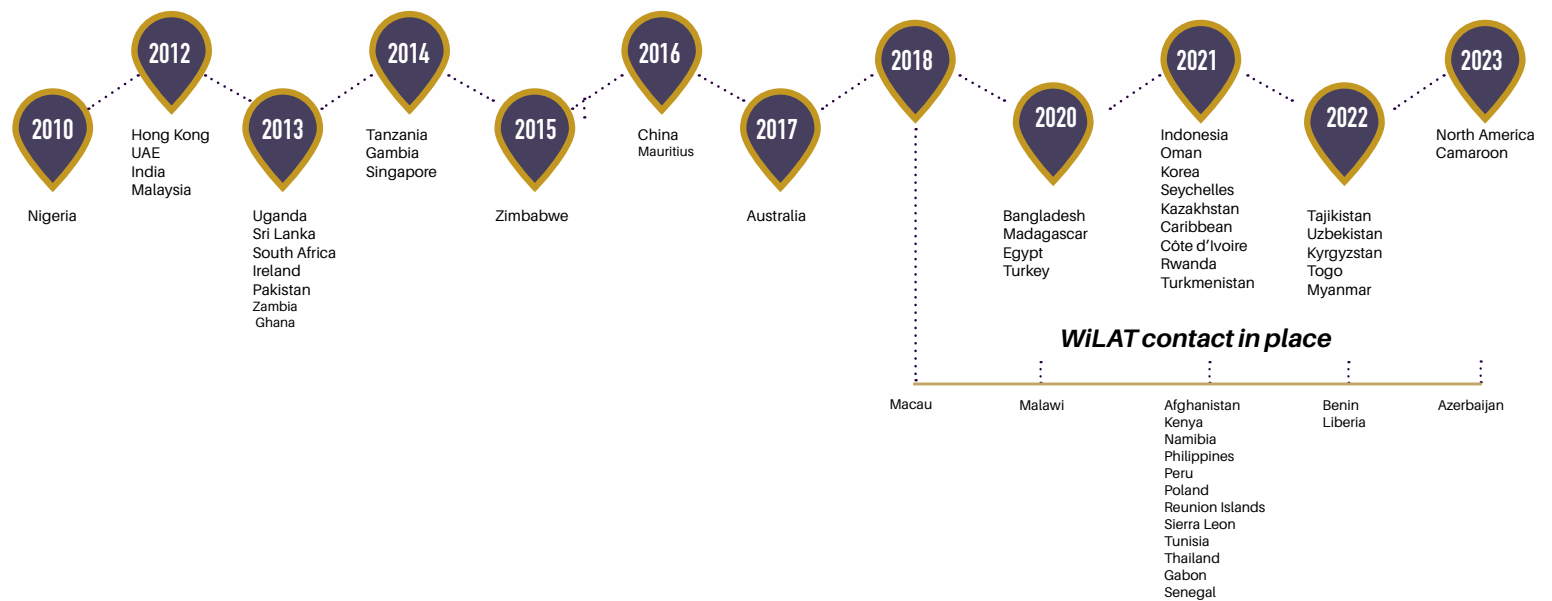 2010
Nigeria
2012
Hong Kong
UAE
India
Malaysia
2013
Uganda
Sri Lanka
South Africa
Ireland
Pakistan
Zambia
Ghana
2014
Tanzania
Gambia
Singapore
2015
Zimbabwe
2016
China
Mauritius
2017
Australia
2018
2020
Bangladesh
Madagascar
Egypt
Turkey
2021
Indonesia
Oman
Korea
Seychelles
Kazakhstan
Caribbean
Côte d’Ivoire
Rwanda
Turkmenistan
2022
Tajikistan
Uzbekistan
Kyrgyzstan
Togo
Myanmar
2023
North America
Camaroon
WiLAT contact in place
Macau
Malawi
Afghanistan
Kenya
Namibia
Philippines
Peru
Poland
Reunion Islands
Sierra Leon
Tunisia
Thailand
Gabon
Senegal
Benin
Liberia
Azerbaijan